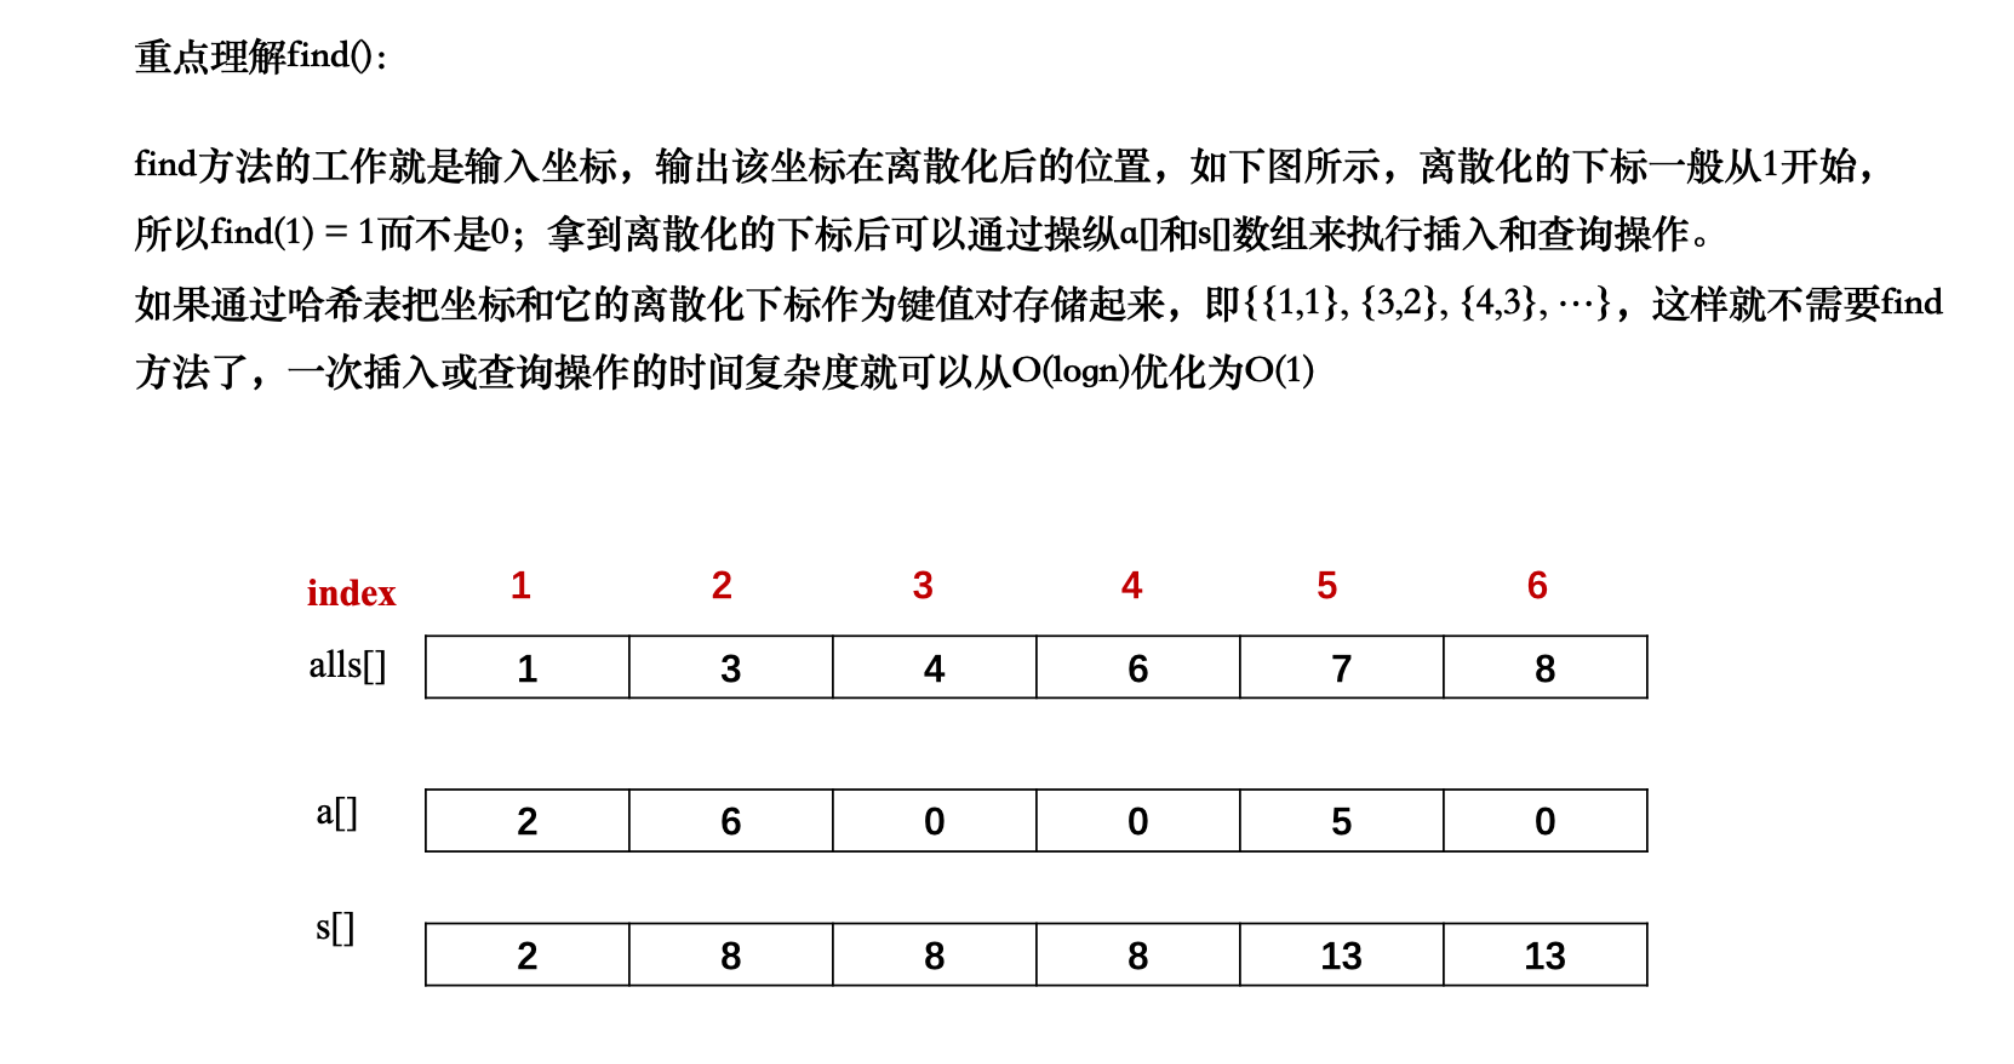 重点理解find():
find方法的工作就是输入坐标，输出该坐标在离散化后的位置，如下图所示，离散化的下标一般从1开始，
所以find(1) = 1而不是0；拿到离散化的下标后可以通过操纵a[]和s[]数组来执行插入和查询操作。
如果通过哈希表把坐标和它的离散化下标作为键值对存储起来，即{{1,1}, {3,2}, {4,3}, ···}，这样就不需要find
方法了，一次插入或查询操作的时间复杂度就可以从O(logn)优化为O(1)
index 1 2 3 4 5 6
alls[] 1 3 4 6 7 8
a[] 2 6 0 0 5 0
s[] 2 8 8 8 13 13